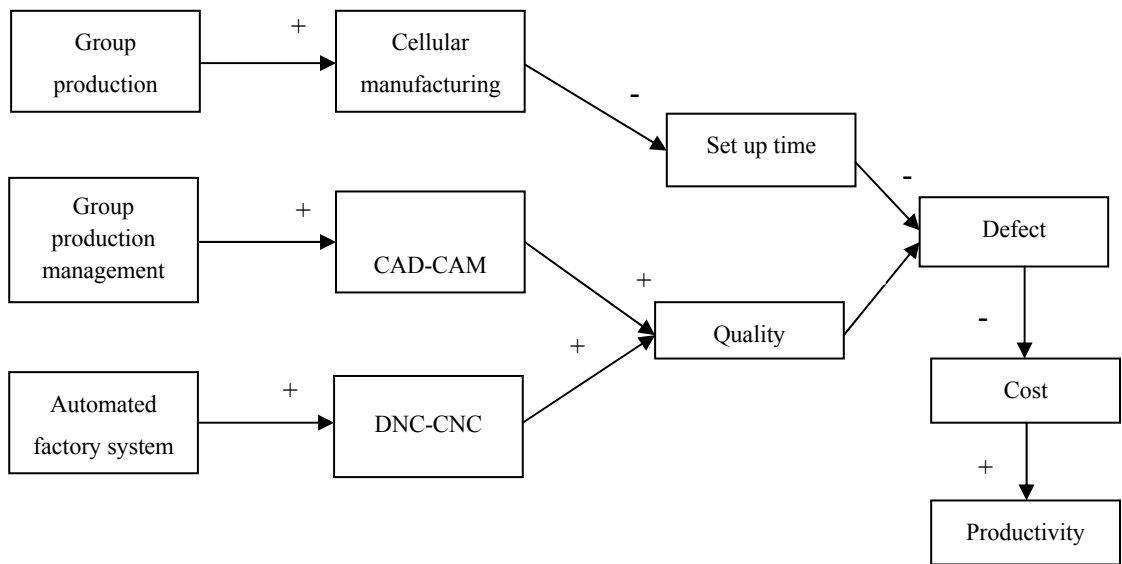 Group
production
+
Cellular
manufacturing
-
Set up time
-
Group
production
management
+
CAD-CAM
+
Quality
Defect
-
Automated
factory system
+
DNC-CNC
+
Cost
+
Productivity